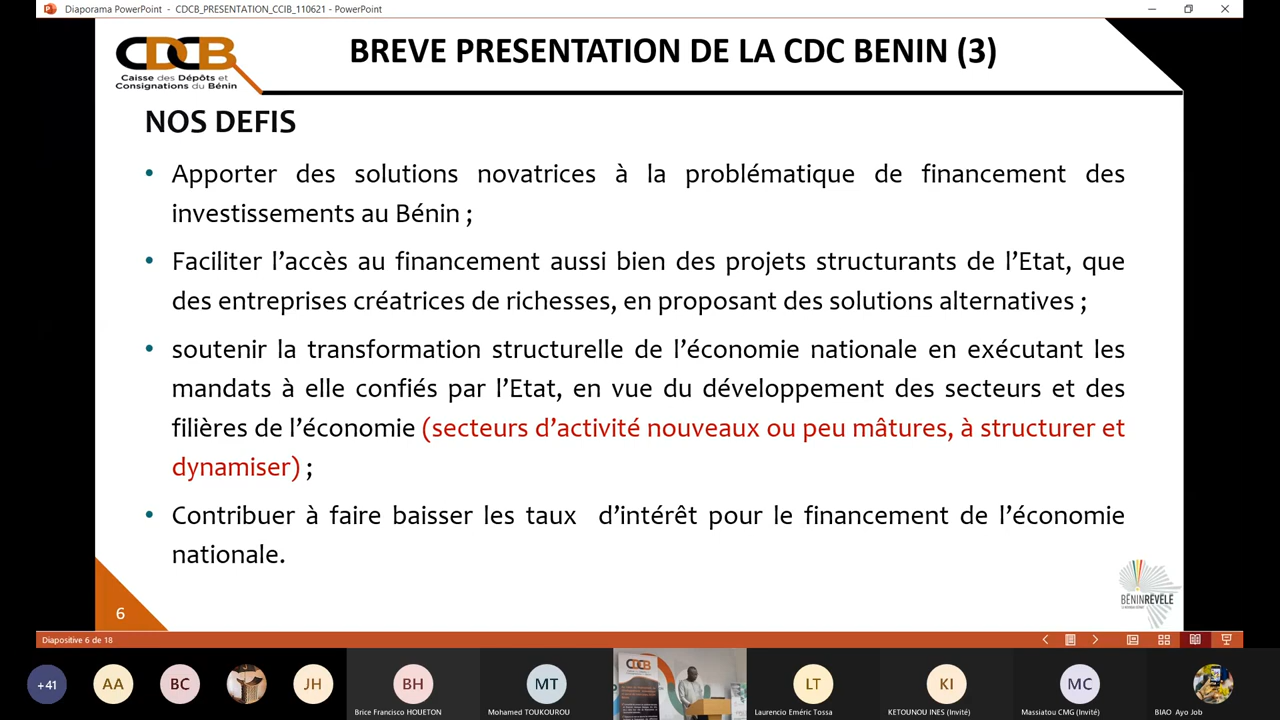 Diaporama PowerPoint - CDCB_PRESENTATION_CCIB_110621 - PowerPoint
CDCB
Caisse des Dépôts et
Consignations du Bénin
BREVE PRESENTATION DE LA CDC BENIN (3)
NOS DEFIS
• Apporter des solutions novatrices à la problématique de financement des
investissements au Bénin ;
• Faciliter l’accès au financement aussi bien des projets structurants de l’Etat, que
des entreprises créatrices de richesses, en proposant des solutions alternatives ;
• soutenir la transformation structurelle de l’économie nationale en exécutant les
mandats à elle confiés par l’Etat, en vue du développement des secteurs et des
filières de l’économie (secteurs d’activité nouveaux ou peu mâtures, à structurer et
dynamiser) ;
• Contribuer à faire baisser les taux d’intérêt pour le financement de l’économie
nationale.
BÉNINRÉVÉLÉ
6
Diapositive 6 de 18
+41
AA
BC
JH
BH
MT
CDCB
LT
KI
MC
Brice Francisco HOUETON
Mohamed TOUKOUROU
Laurencio Eméric Tossa
KETOUNOU INES (Invité)
Massiatou CMG (Invité)
BIAO Ayo Job